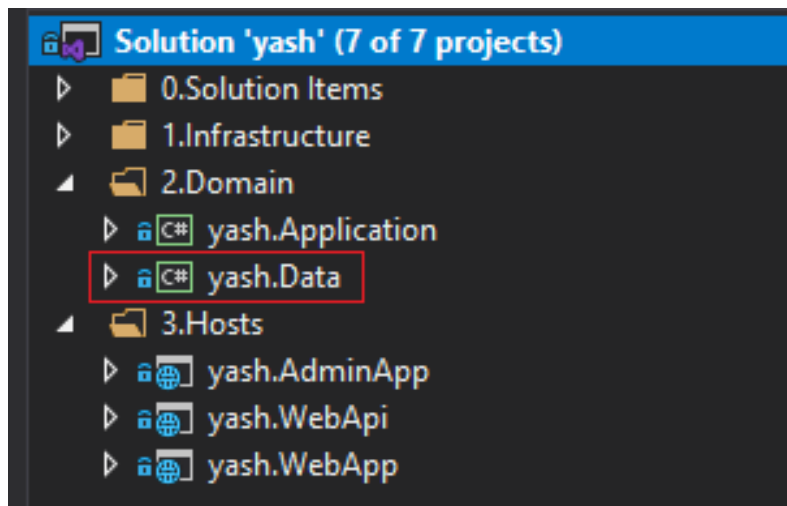 Solution 'yash' (7 of 7 projects)
0.Solution Items
1.Infrastructure
2.Domain
C# yash.Application
C# yash.Data
3.Hosts
yash.AdminApp
yash.WebApi
yash.WebApp